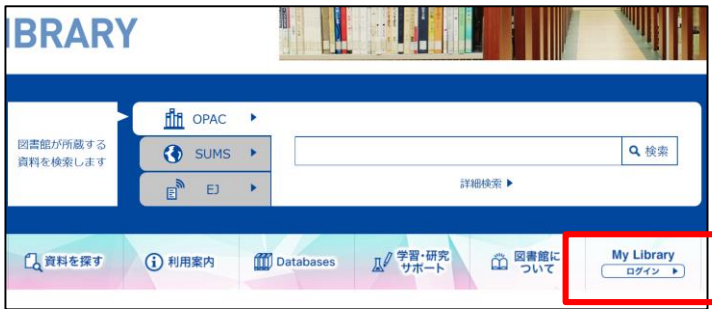 IBRARY
図書館が所蔵する
資料を検索します
OPAC
SUMS
EJ
検索
詳細検索
資料を探す
利用案内
Databases
学習・研究
サポート
図書館に
ついて
My Library
ログイン